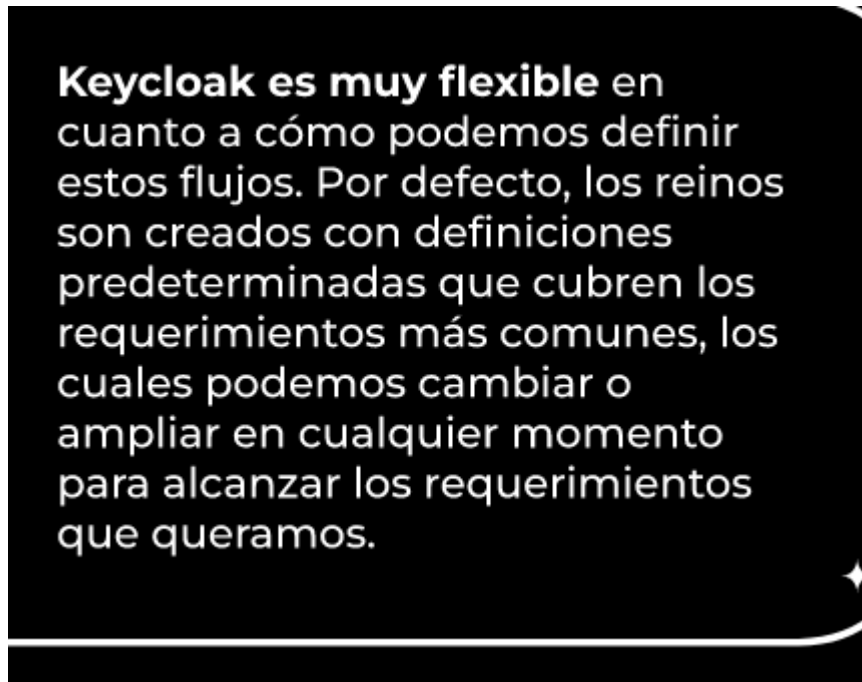 Keycloak es muy flexible en
cuanto a cómo podemos definir
estos flujos. Por defecto, los reinos
son creados con definiciones
predeterminadas que cubren los
requerimientos más comunes, los
cuales podemos cambiar o
ampliar en cualquier momento
para alcanzar los requerimientos
que queramos.